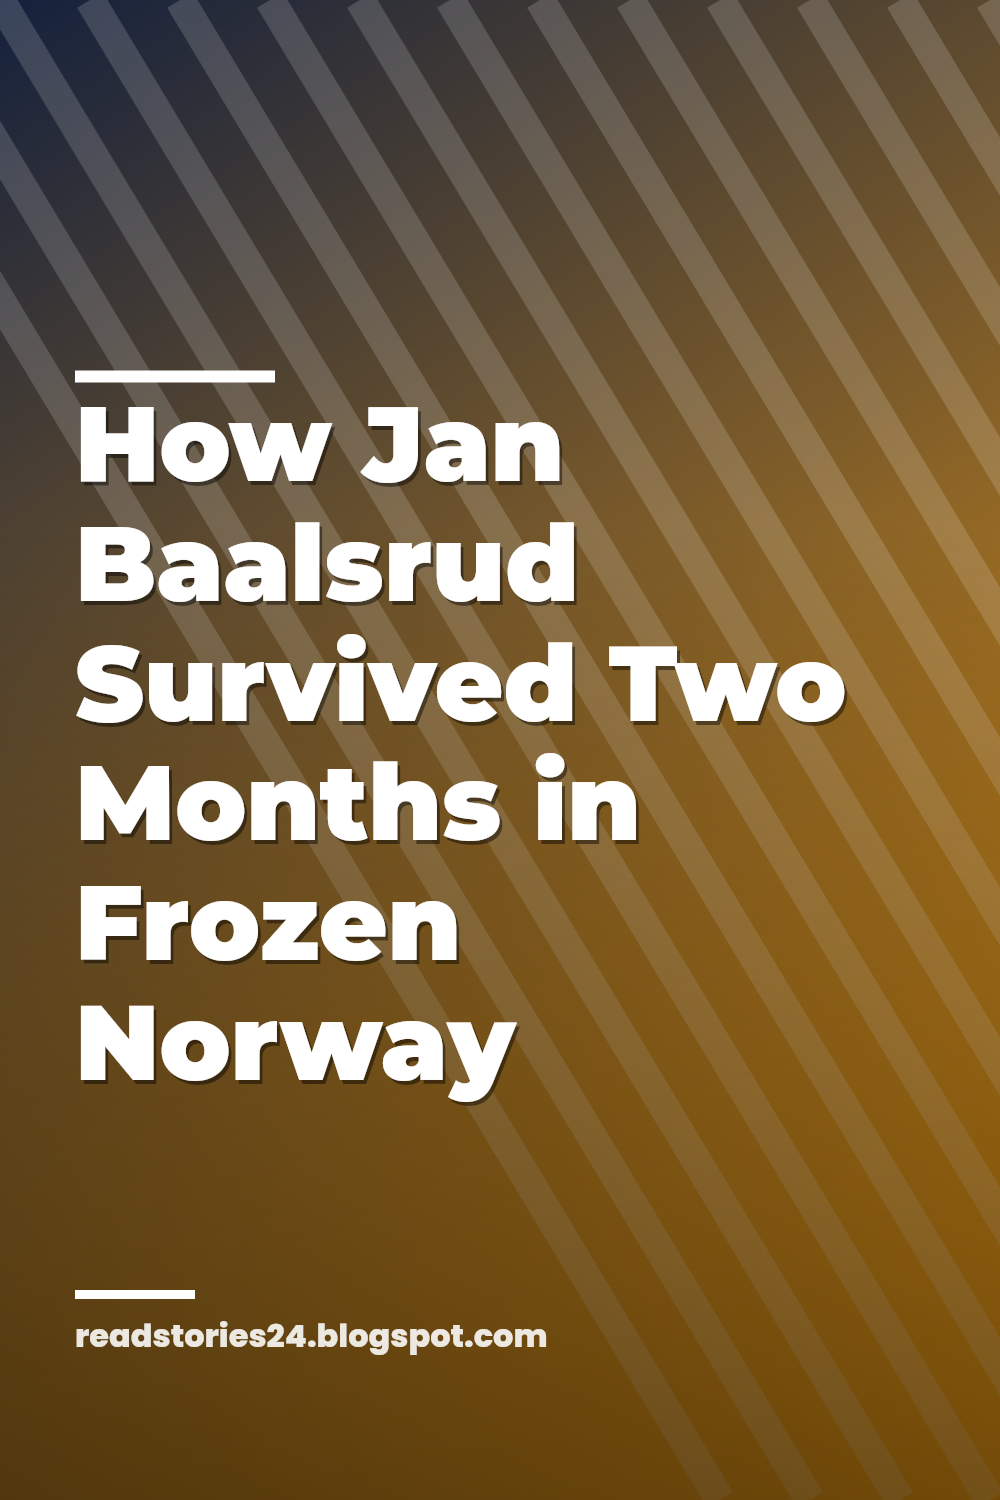 How Jan
Baalsrud
Survived Two
Months in
Frozen
Norway
readstories24.blogspot.com